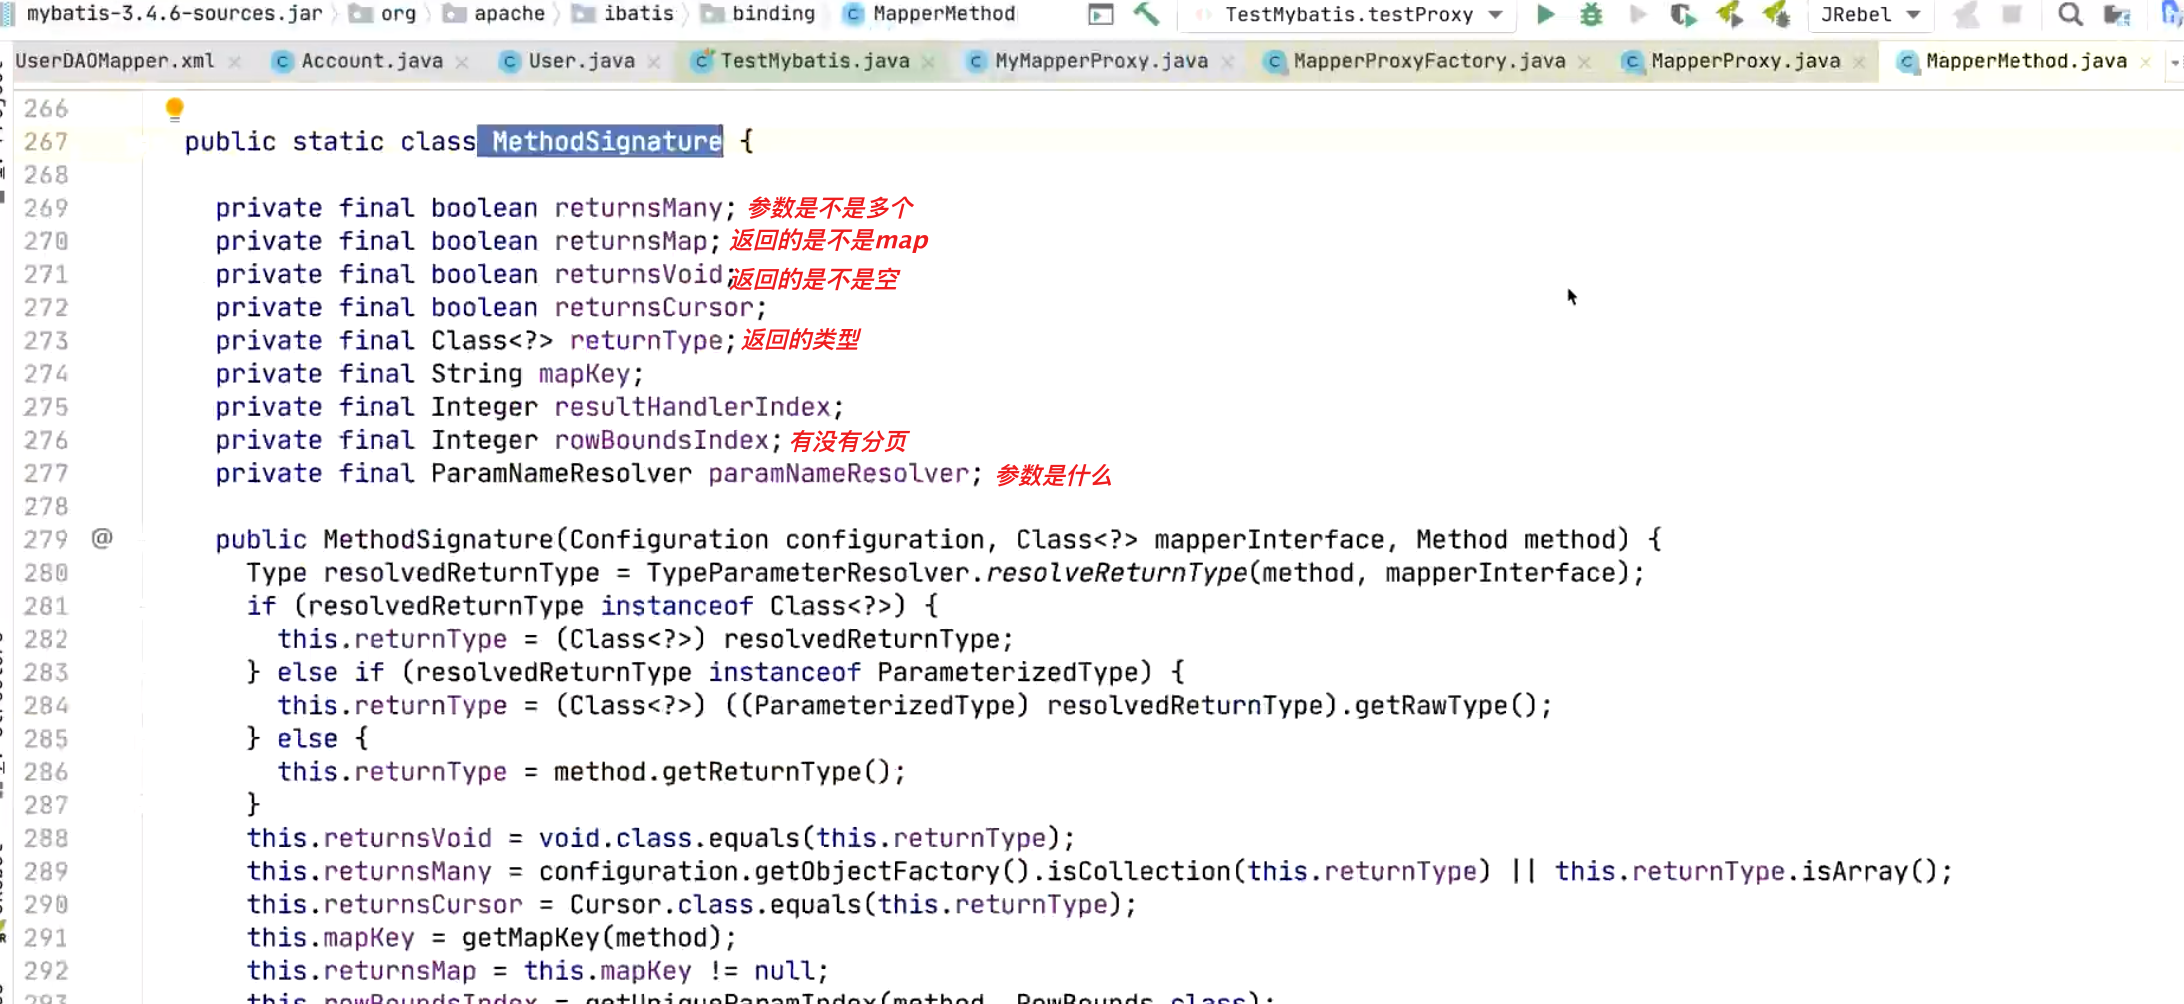 mybatis-3.4.6-sources.jar org apache ibatis binding MapperMethod TestMybatis.testProxy JRebel
UserDAOMapper.xml Account.java User.java TestMybatis.java MyMapperProxy.java MapperProxyFactory.java MapperProxy.java MapperMethod.java
266
267 public static class MethodSignature {
268
269 private final boolean returnsMany; 参数是不是多个
270 private final boolean returnsMap; 返回的是不是map
271 private final boolean returnsVoid; 返回的是不是空
272 private final boolean returnsCursor;
273 private final Class<?> returnType; 返回的类型
274 private final String mapKey;
275 private final Integer resultHandlerIndex;
276 private final Integer rowBoundsIndex; 有没有分页
277 private final ParamNameResolver paramNameResolver; 参数是什么
278
279 @ public MethodSignature(Configuration configuration, Class<?> mapperInterface, Method method) {
280 Type resolvedReturnType = TypeParameterResolver.resolveReturnType(method, mapperInterface);
281 if (resolvedReturnType instanceof Class<?>) {
282 this.returnType = (Class<?>) resolvedReturnType;
283 } else if (resolvedReturnType instanceof ParameterizedType) {
284 this.returnType = (Class<?>) ((ParameterizedType) resolvedReturnType).getRawType();
285 } else {
286 this.returnType = method.getReturnType();
287 }
288 this.returnsVoid = void.class.equals(this.returnType);
289 this.returnsMany = configuration.getObjectFactory().isCollection(this.returnType) || this.returnType.isArray();
290 this.returnsCursor = Cursor.class.equals(this.returnType);
291 this.mapKey = getMapKey(method);
292 this.returnsMap = this.mapKey != null;
293 this.rowBoundsIndex = getUniqueParamIndex(method, RowBounds.class);